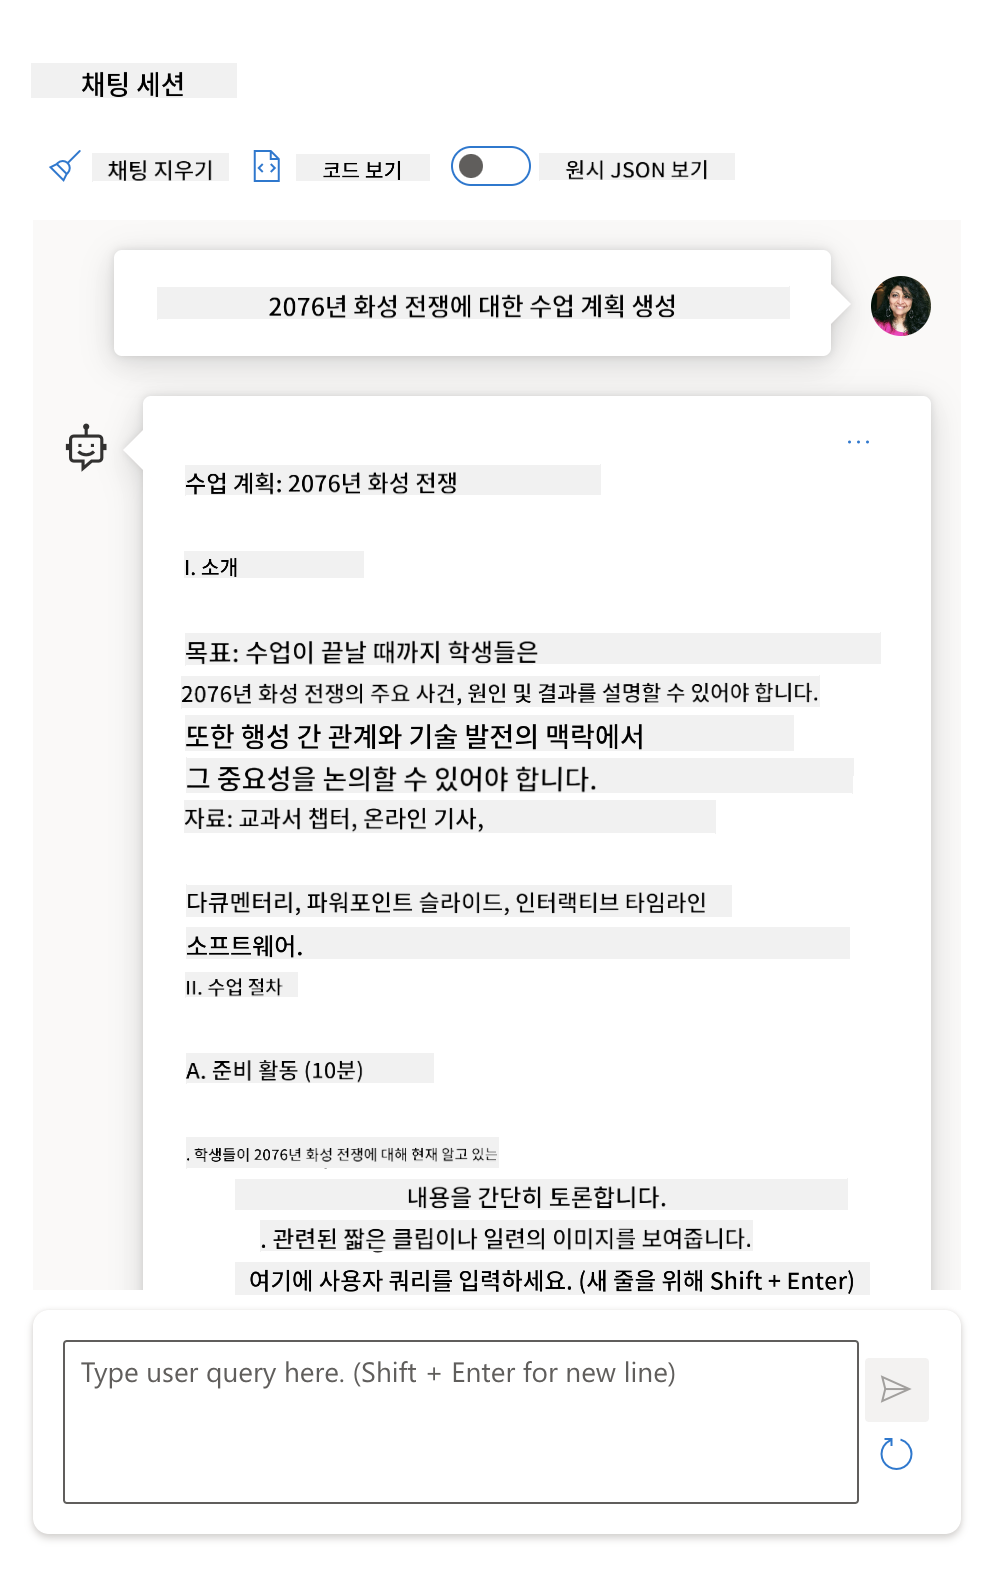 채팅 세션
채팅 지우기
코드 보기
원시 JSON 보기
2076년 화성 전쟁에 대한 수업 계획 생성
수업 계획: 2076년 화성 전쟁
I. 소개
목표: 수업이 끝날 때까지 학생들은
2076년 화성 전쟁의 주요 사건, 원인 및 결과를 설명할 수 있어야 합니다.
또한 행성 간 관계와 기술 발전의 맥락에서
그 중요성을 논의할 수 있어야 합니다.
자료: 교과서 챕터, 온라인 기사,
다큐멘터리, 파워포인트 슬라이드, 인터랙티브 타임라인
소프트웨어.
II. 수업 절차
A. 준비 활동 (10분)
. 학생들이 2076년 화성 전쟁에 대해 현재 알고 있는
내용을 간단히 토론합니다.
. 관련된 짧은 클립이나 일련의 이미지를 보여줍니다.
여기에 사용자 쿼리를 입력하세요. (새 줄을 위해 Shift + Enter)
Type user query here. (Shift + Enter for new line)